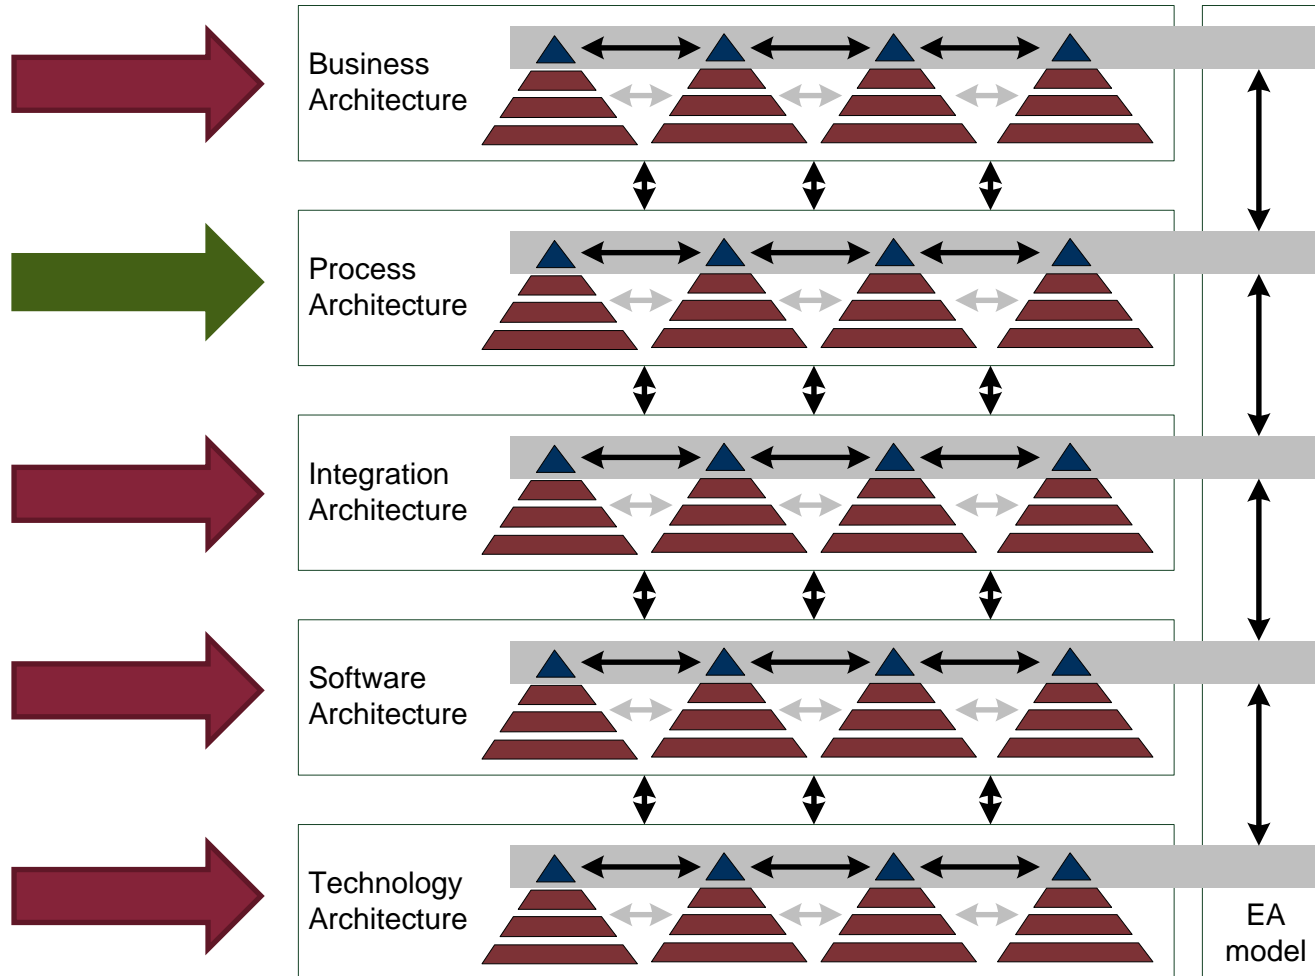 Business
Architecture
Process
Architecture
Integration
Architecture
Software
Architecture
Technology
Architecture
EA
model